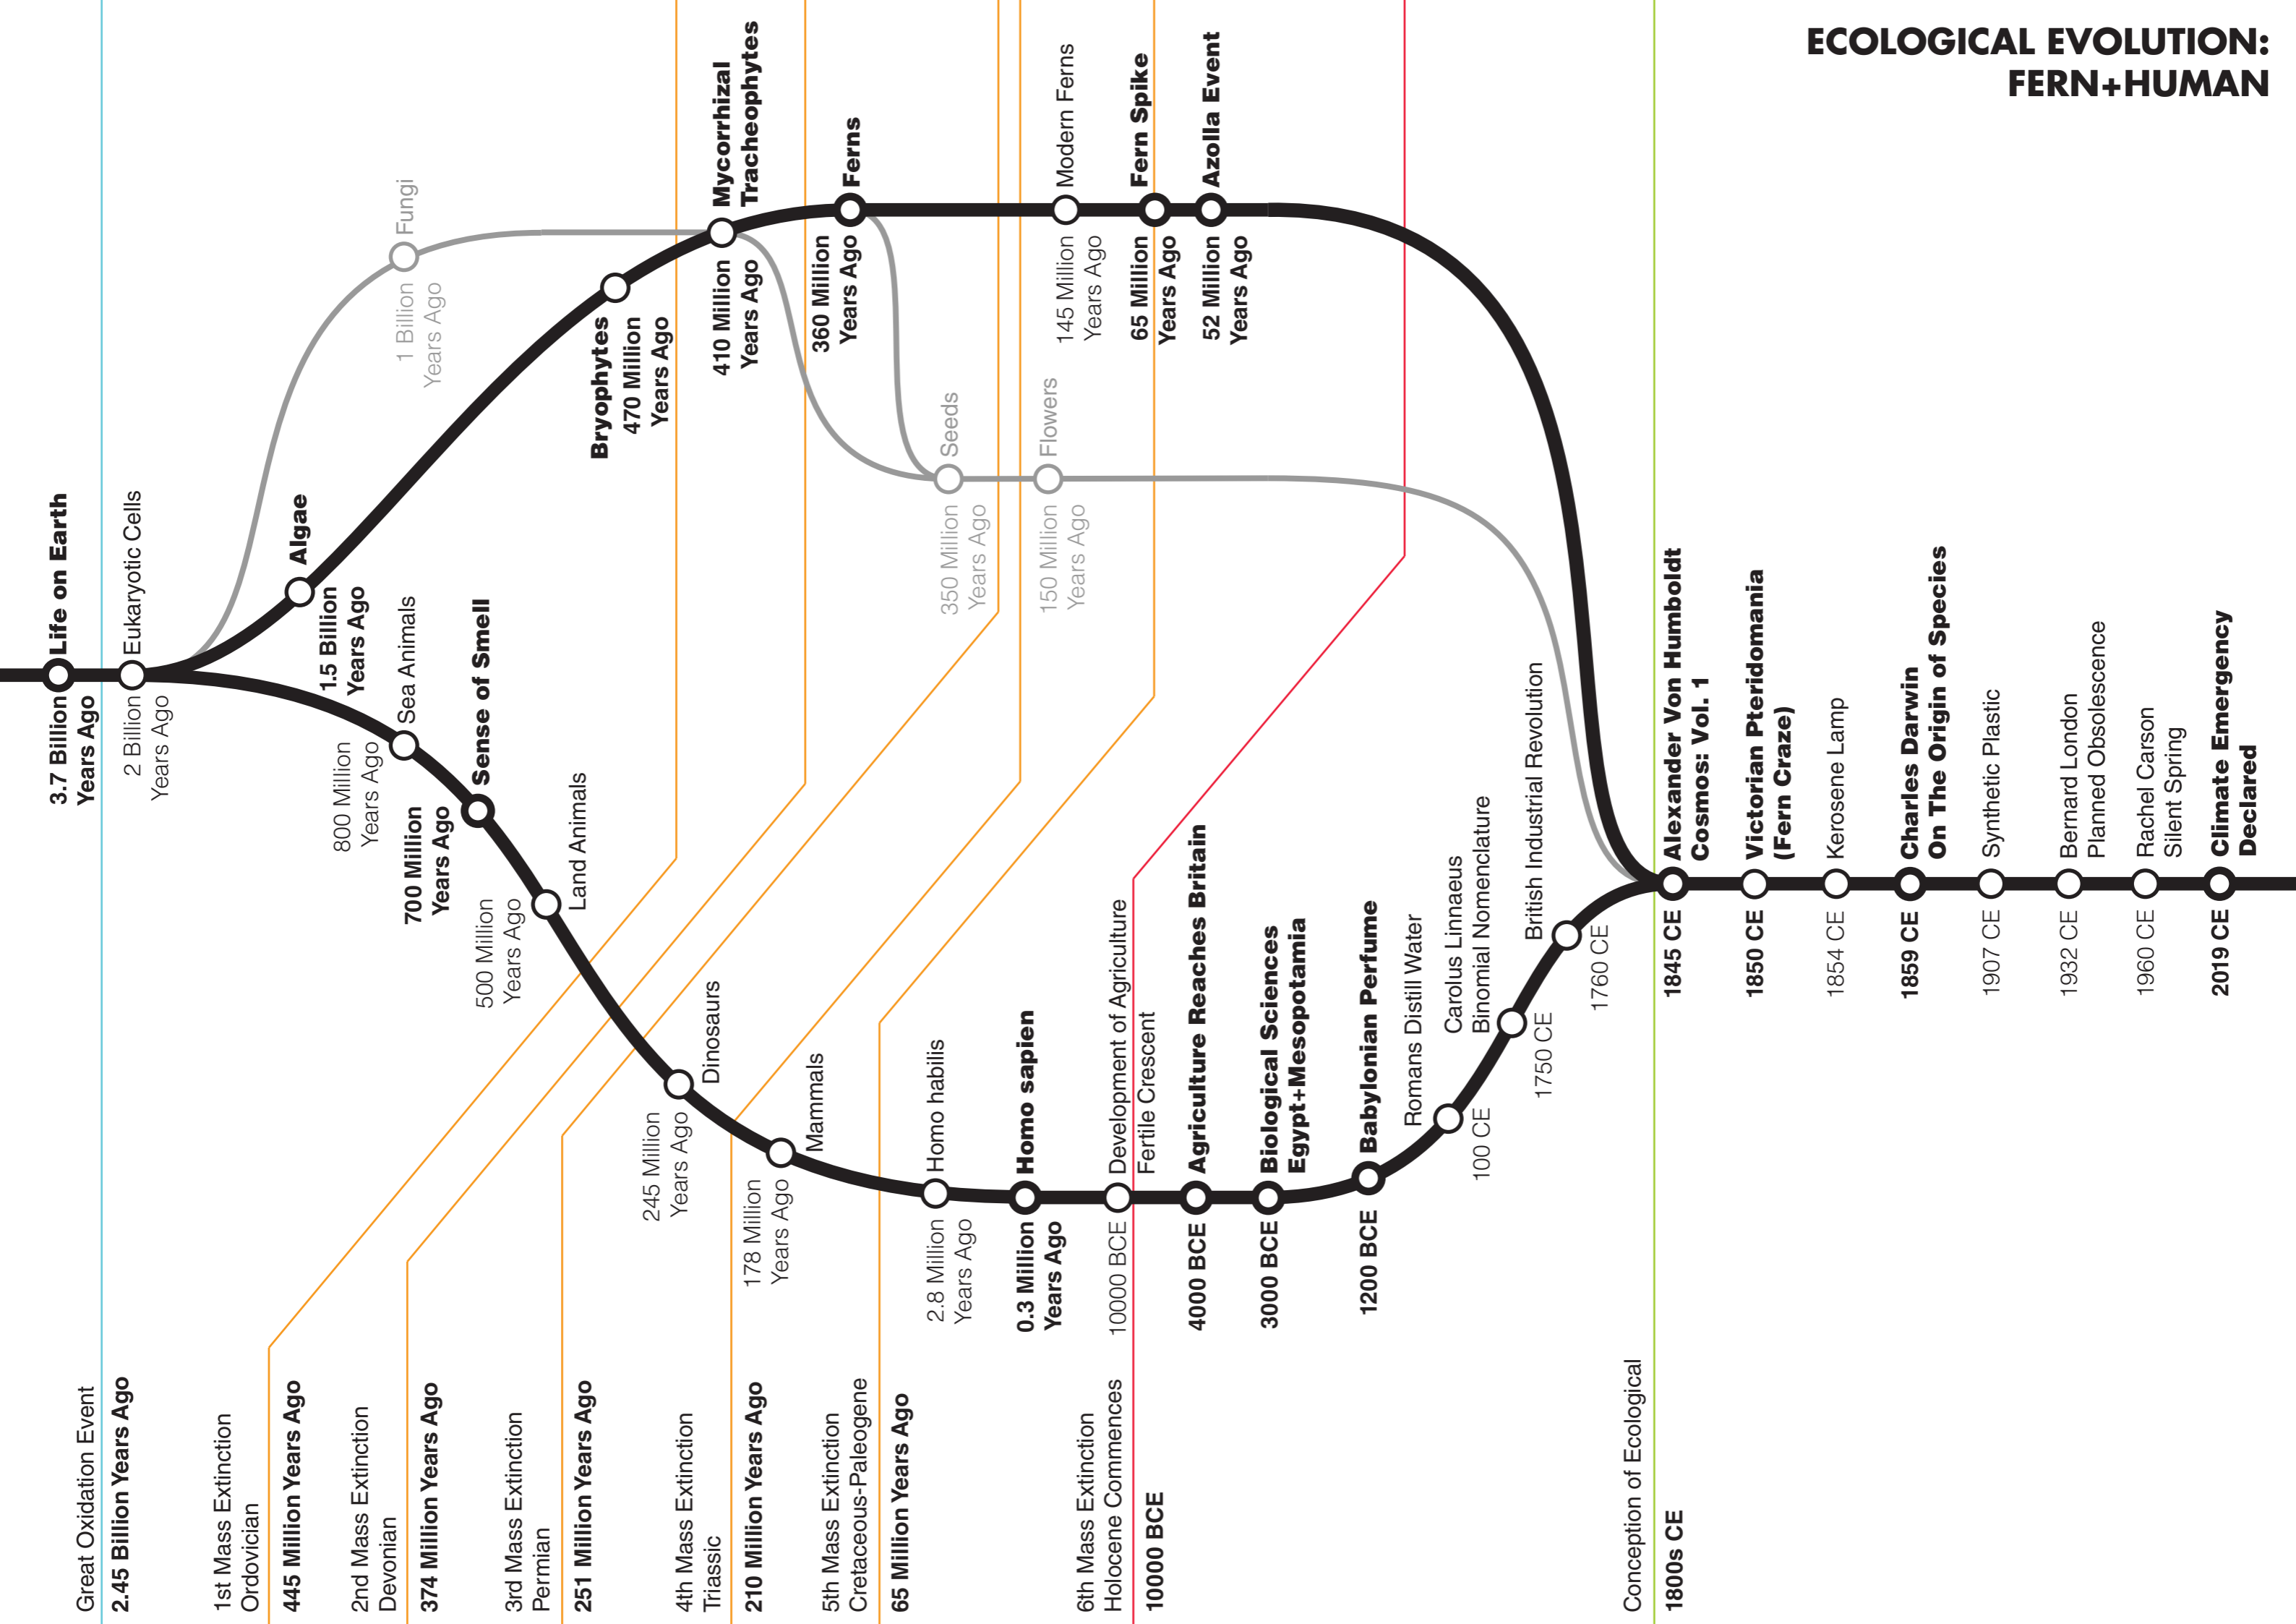 ECOLOGICAL EVOLUTION:
FERN+HUMAN
Life on Earth
3.7 Billion
Years Ago
Eukaryotic Cells
2 Billion
Years Ago
Fungi
1 Billion
Years Ago
Algae
1.5 Billion
Years Ago
Bryophytes
470 Million
Years Ago
Mycorrhizal
Tracheophytes
410 Million
Years Ago
Ferns
360 Million
Years Ago
Seeds
350 Million
Years Ago
Flowers
150 Million
Years Ago
Modern Ferns
145 Million
Years Ago
Fern Spike
65 Million
Years Ago
Azolla Event
52 Million
Years Ago
Sea Animals
800 Million
Years Ago
Sense of Smell
700 Million
Years Ago
Land Animals
500 Million
Years Ago
Dinosaurs
245 Million
Years Ago
Mammals
178 Million
Years Ago
Homo habilis
2.8 Million
Years Ago
Homo sapien
0.3 Million
Years Ago
Development of Agriculture
Fertile Crescent
10000 BCE
Agriculture Reaches Britain
4000 BCE
Biological Sciences
Egypt+Mesopotamia
3000 BCE
Babylonian Perfume
1200 BCE
Romans Distill Water
100 CE
Carolus Linnaeus
Binomial Nomenclature
1750 CE
British Industrial Revolution
1760 CE
Alexander Von Humboldt
Cosmos: Vol. 1
1845 CE
Victorian Pteridomania
(Fern Craze)
1850 CE
Kerosene Lamp
1854 CE
Charles Darwin
On The Origin of Species
1859 CE
Synthetic Plastic
1907 CE
Bernard London
Planned Obsolescence
1932 CE
Rachel Carson
Silent Spring
1960 CE
Climate Emergency
Declared
2019 CE
Great Oxidation Event
2.45 Billion Years Ago
1st Mass Extinction
Ordovician
445 Million Years Ago
2nd Mass Extinction
Devonian
374 Million Years Ago
3rd Mass Extinction
Permian
251 Million Years Ago
4th Mass Extinction
Triassic
210 Million Years Ago
5th Mass Extinction
Cretaceous-Paleogene
65 Million Years Ago
6th Mass Extinction
Holocene Commences
10000 BCE
Conception of Ecological
1800s CE